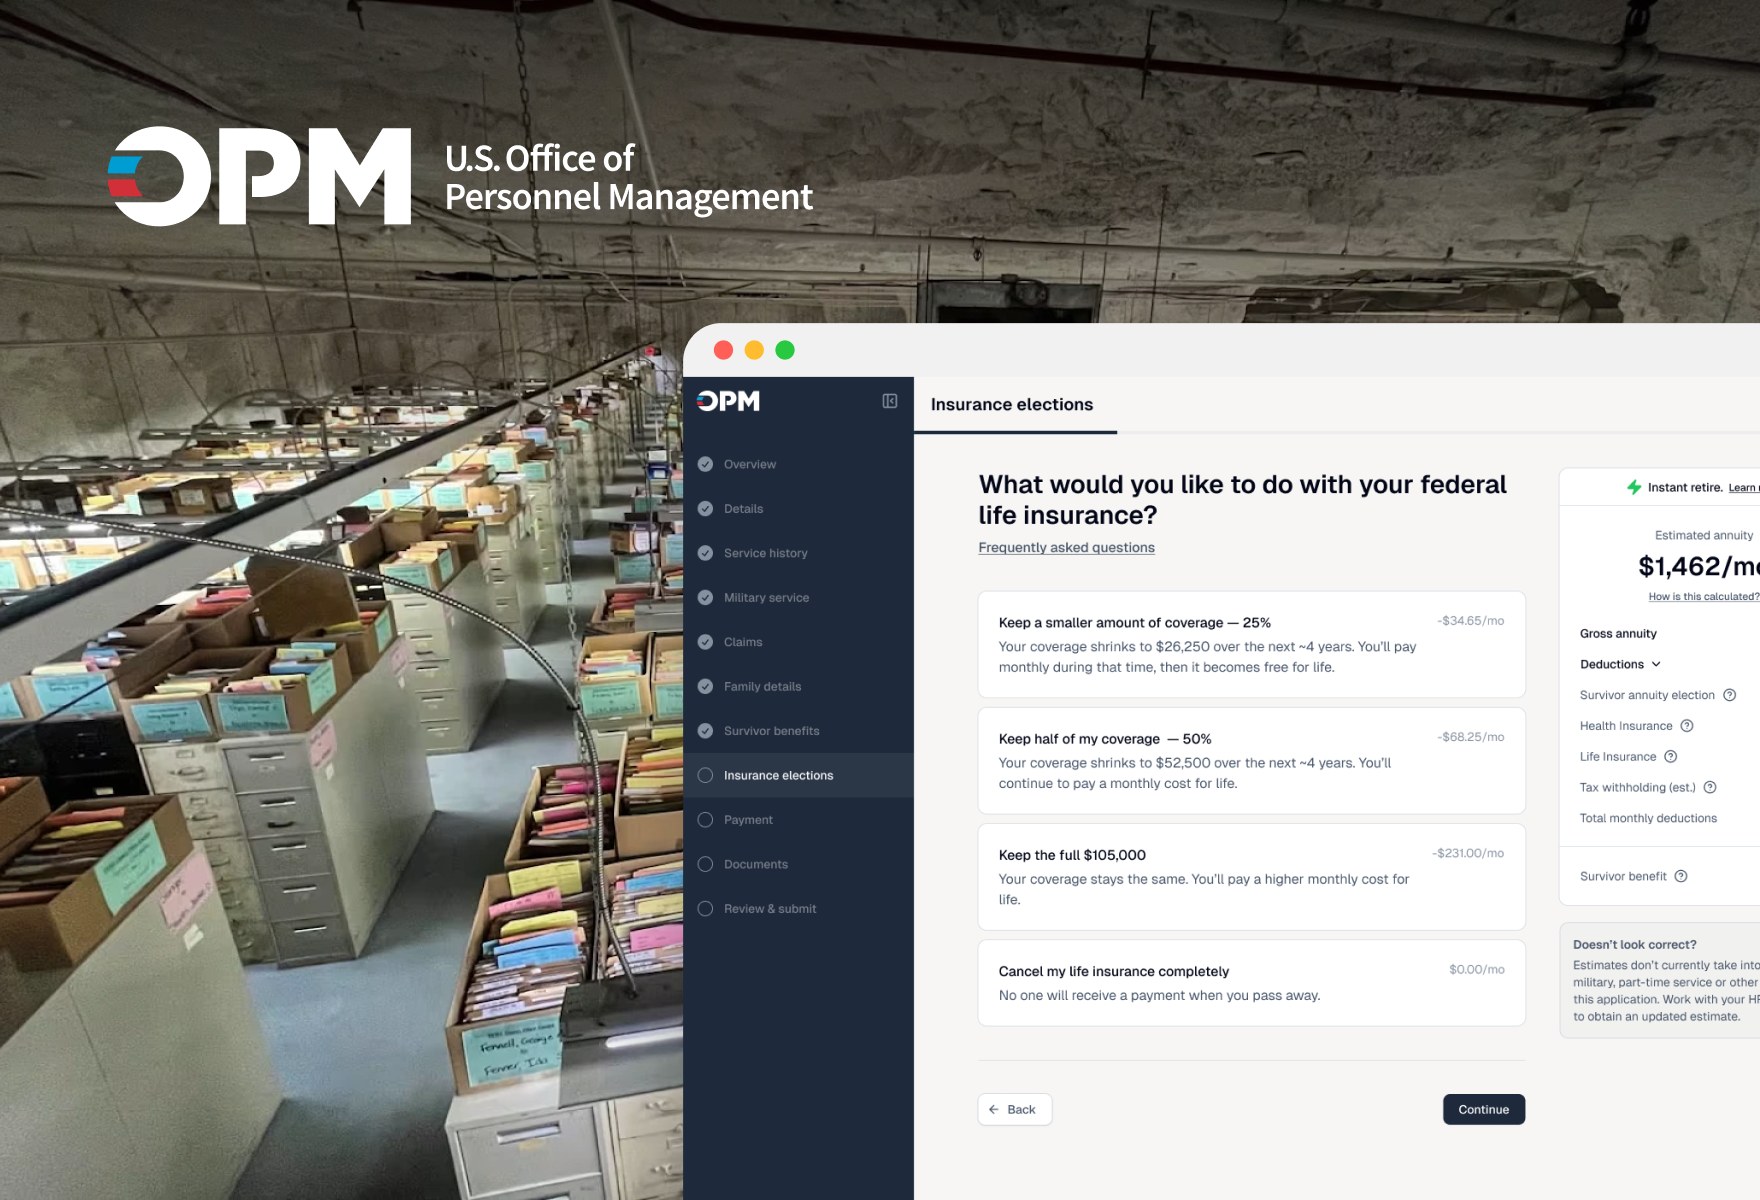 OPM
U.S. Office of
Personnel Management
OPM
Overview
Details
Service history
Military service
Claims
Family details
Survivor benefits
Insurance elections
Payment
Documents
Review & submit
Insurance elections
What would you like to do with your federal
life insurance?
Frequently asked questions
Keep a smaller amount of coverage — 25%
-$34.65/mo
Your coverage shrinks to $26,250 over the next ~4 years. You'll pay
monthly during that time, then it becomes free for life.
Keep half of my coverage — 50%
-$68.25/mo
Your coverage shrinks to $52,500 over the next ~4 years. You'll
continue to pay a monthly cost for life.
Keep the full $105,000
-$231.00/mo
Your coverage stays the same. You'll pay a higher monthly cost for
life.
Cancel my life insurance completely
$0.00/mo
No one will receive a payment when you pass away.
Back
Continue
Instant retire. Learn
Estimated annuity
$1,462/mo
How is this calculated?
Gross annuity
Deductions
Survivor annuity election
Health Insurance
Life Insurance
Tax withholding (est.)
Total monthly deductions
Survivor benefit
Doesn't look correct?
Estimates don't currently take into
military, part-time service or other
this application. Work with your HR
to obtain an updated estimate.
Fennell, George
to
Fenner, Ida